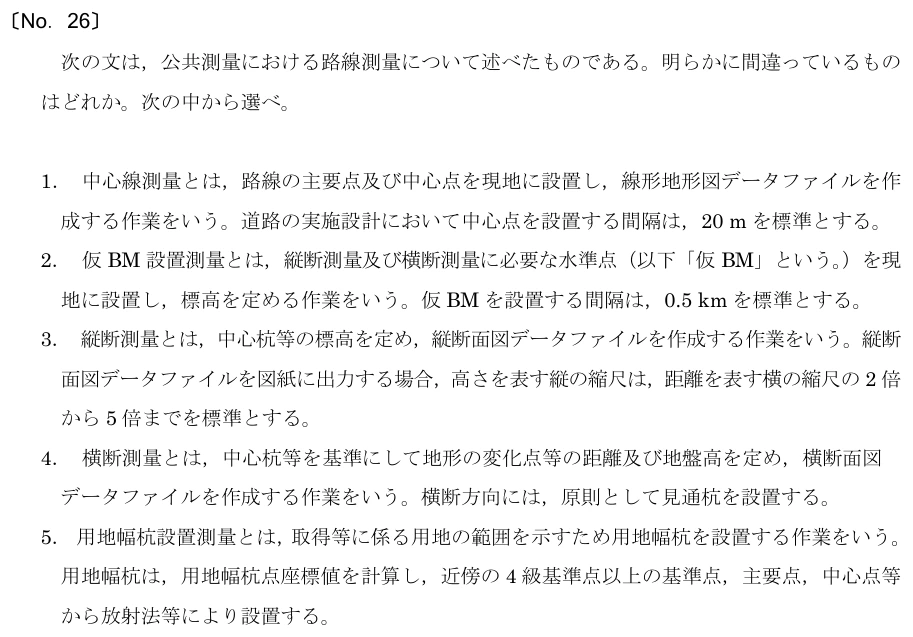 〔No. 26〕
次の文は，公共測量における路線測量について述べたものである。明らかに間違っているもの
はどれか。次の中から選べ。
1. 中心線測量とは，路線の主要点及び中心点を現地に設置し，線形地形図データファイルを作
成する作業をいう。道路の実施設計において中心点を設置する間隔は，20 m を標準とする。
2. 仮 BM 設置測量とは，縦断測量及び横断測量に必要な水準点（以下「仮 BM」という。）を現
地に設置し，標高を定める作業をいう。仮 BM を設置する間隔は，0.5 km を標準とする。
3. 縦断測量とは，中心杭等の標高を定め，縦断面図データファイルを作成する作業をいう。縦断
面図データファイルを図紙に出力する場合，高さを表す縦の縮尺は，距離を表す横の縮尺の 2 倍
から 5 倍までを標準とする。
4. 横断測量とは，中心杭等を基準にして地形の変化点等の距離及び地盤高を定め，横断面図
データファイルを作成する作業をいう。横断方向には，原則として見通杭を設置する。
5. 用地幅杭設置測量とは，取得等に係る用地の範囲を示すため用地幅杭を設置する作業をいう。
用地幅杭は，用地幅杭点座標値を計算し，近傍の 4 級基準点以上の基準点，主要点，中心点等
から放射法等により設置する。